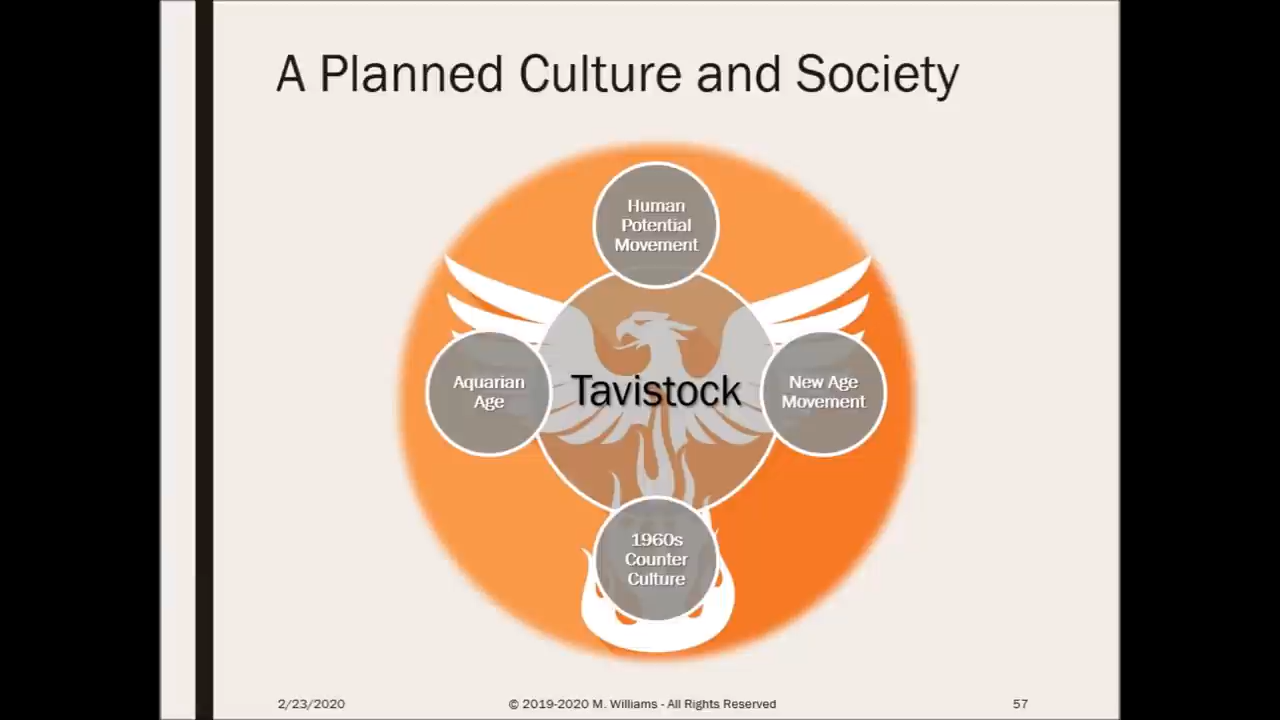 A Planned Culture and Society
Human
Potential
Movement
Aquarian
Age
Tavistock
New Age
Movement
1960s
Counter
Culture
2/23/2020
© 2019-2020 M. Williams - All Rights Reserved
57